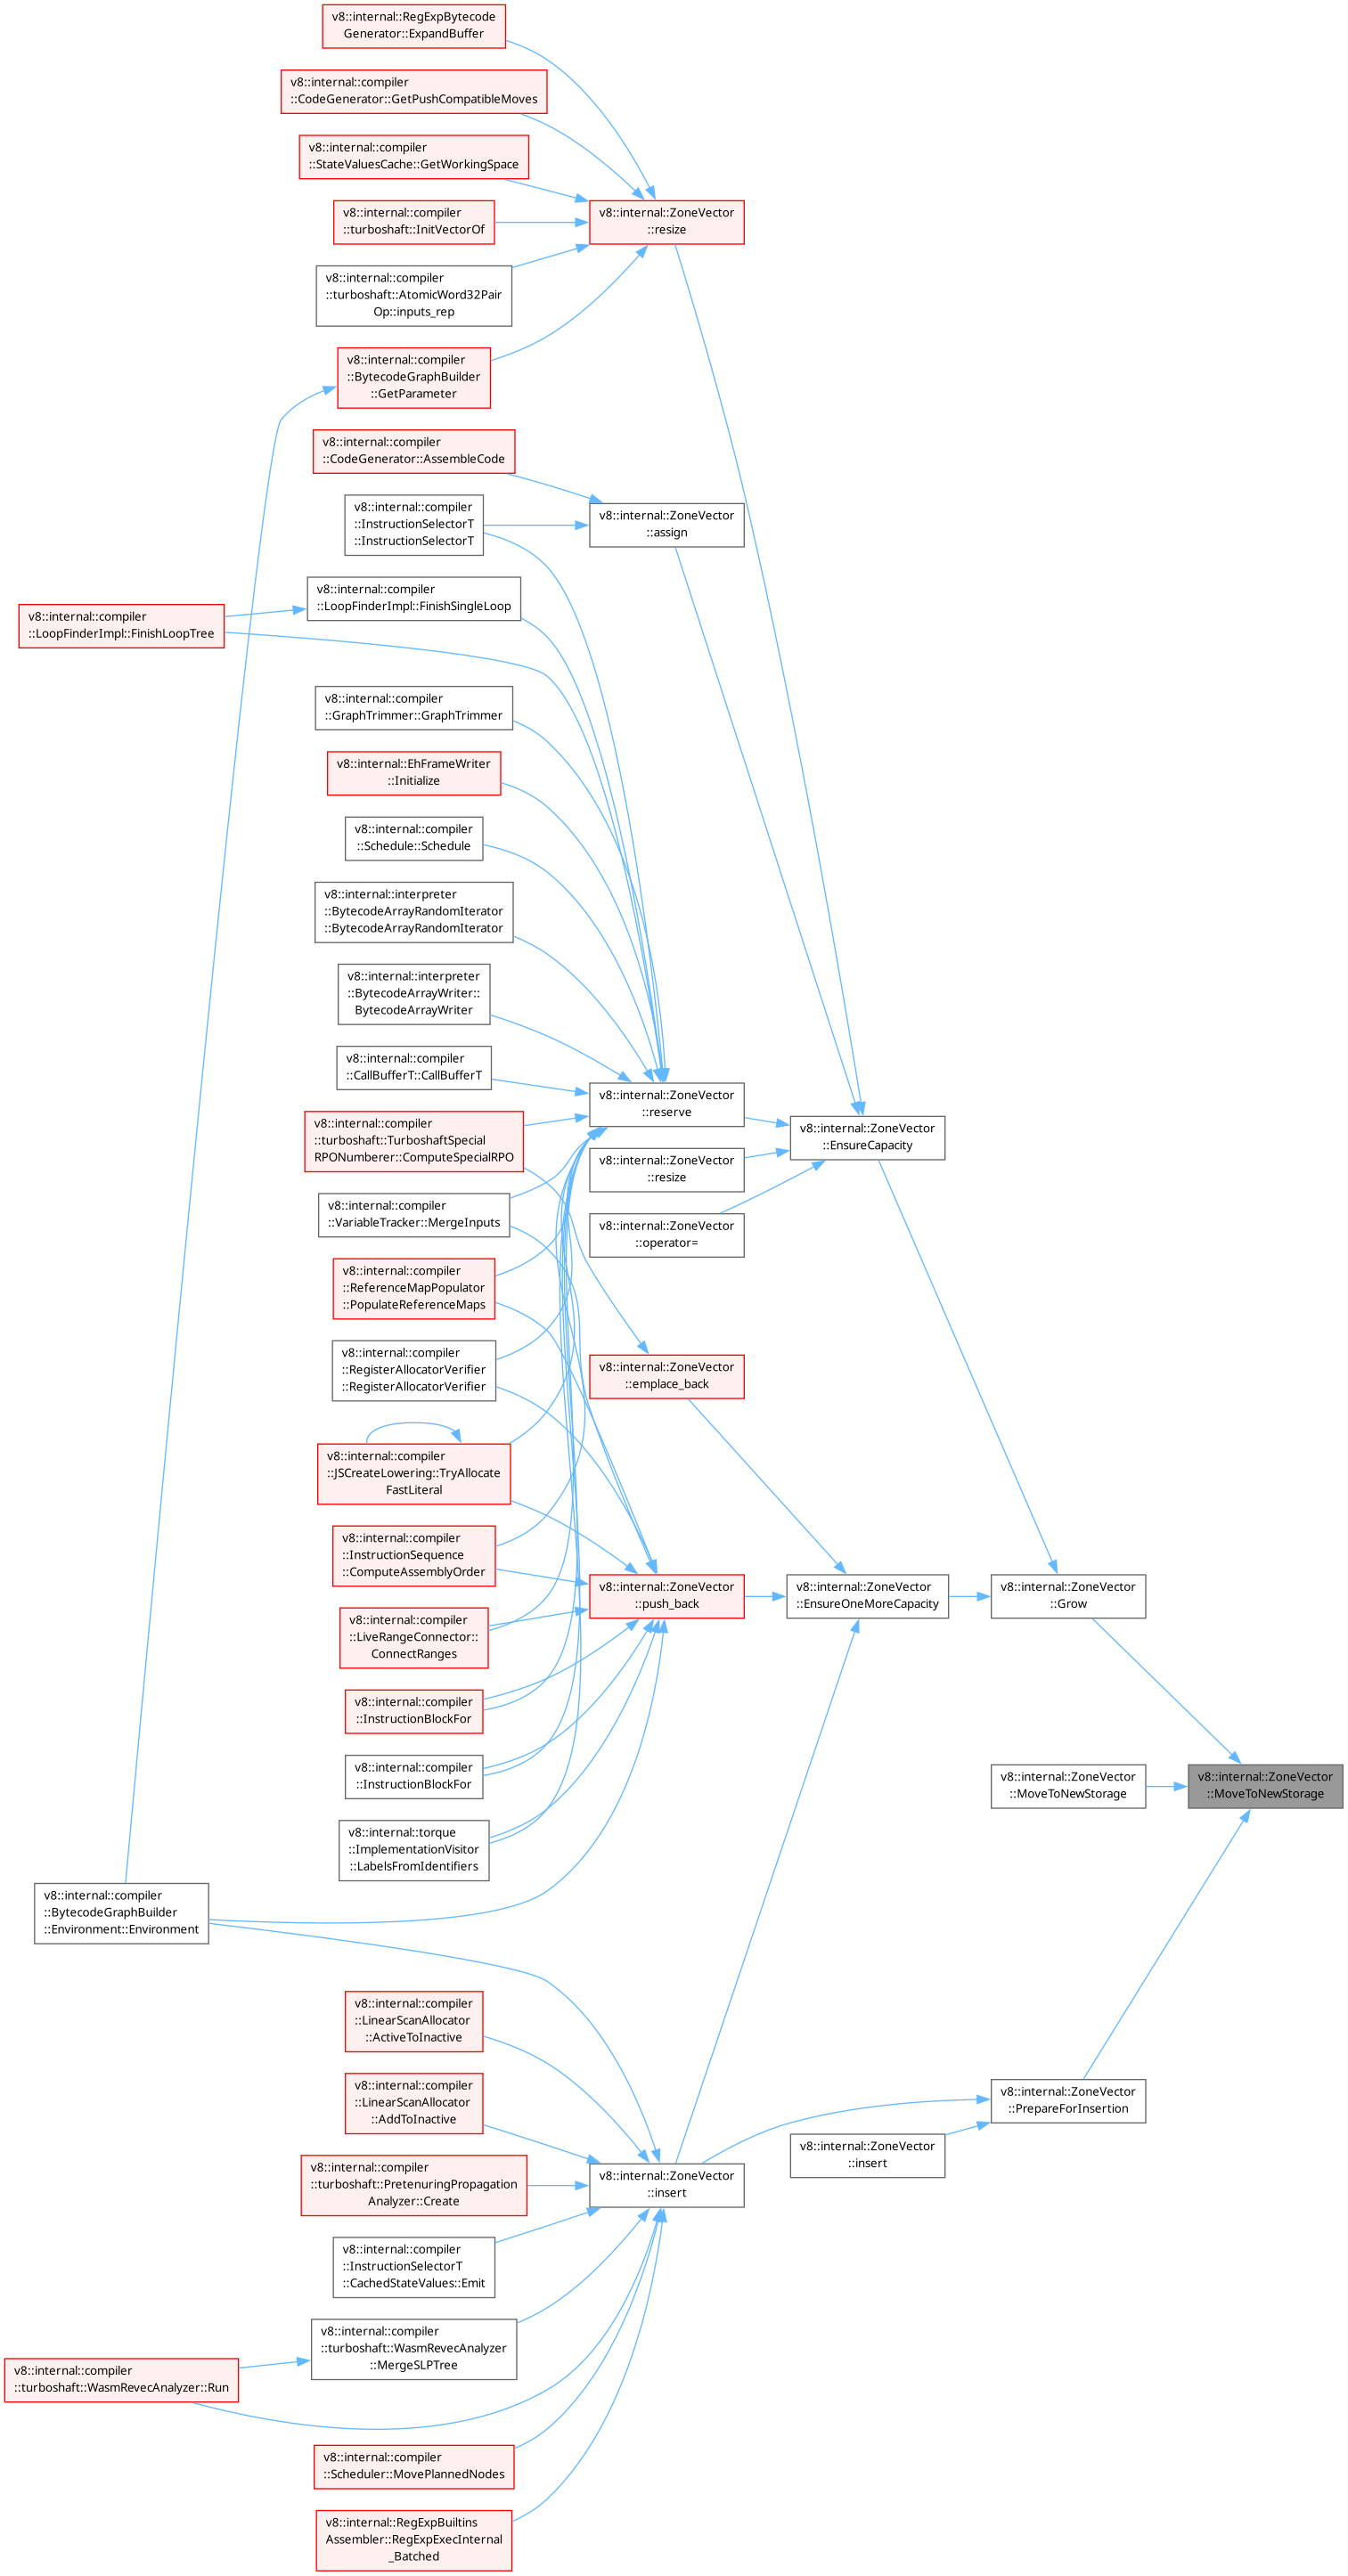 v8::internal::RegExpBytecode
Generator::ExpandBuffer
v8::internal::compiler
::CodeGenerator::GetPushCompatibleMoves
v8::internal::compiler
::StateValuesCache::GetWorkingSpace
v8::internal::ZoneVector
::resize
v8::internal::compiler
::turboshaft::InitVectorOf
v8::internal::compiler
::turboshaft::AtomicWord32Pair
Op::inputs_rep
v8::internal::compiler
::BytecodeGraphBuilder
::GetParameter
v8::internal::compiler
::CodeGenerator::AssembleCode
v8::internal::compiler
::InstructionSelectorT
::InstructionSelectorT
v8::internal::ZoneVector
::assign
v8::internal::compiler
::LoopFinderImpl::FinishSingleLoop
v8::internal::compiler
::LoopFinderImpl::FinishLoopTree
v8::internal::compiler
::GraphTrimmer::GraphTrimmer
v8::internal::EhFrameWriter
::Initialize
v8::internal::compiler
::Schedule::Schedule
v8::internal::interpreter
::BytecodeArrayRandomIterator
::BytecodeArrayRandomIterator
v8::internal::interpreter
::BytecodeArrayWriter::
BytecodeArrayWriter
v8::internal::compiler
::CallBufferT::CallBufferT
v8::internal::ZoneVector
::reserve
v8::internal::compiler
::turboshaft::TurboshaftSpecial
RPONumberer::ComputeSpecialRPO
v8::internal::ZoneVector
::EnsureCapacity
v8::internal::ZoneVector
::resize
v8::internal::compiler
::VariableTracker::MergeInputs
v8::internal::ZoneVector
::operator=
v8::internal::compiler
::ReferenceMapPopulator
::PopulateReferenceMaps
v8::internal::compiler
::RegisterAllocatorVerifier
::RegisterAllocatorVerifier
v8::internal::ZoneVector
::emplace_back
v8::internal::compiler
::JSCreateLowering::TryAllocate
FastLiteral
v8::internal::compiler
::InstructionSequence
::ComputeAssemblyOrder
v8::internal::ZoneVector
::push_back
v8::internal::ZoneVector
::EnsureOneMoreCapacity
v8::internal::ZoneVector
::Grow
v8::internal::compiler
::LiveRangeConnector::
ConnectRanges
v8::internal::compiler
::InstructionBlockFor
v8::internal::compiler
::InstructionBlockFor
v8::internal::ZoneVector
::MoveToNewStorage
v8::internal::ZoneVector
::MoveToNewStorage
v8::internal::torque
::ImplementationVisitor
::LabelsFromIdentifiers
v8::internal::compiler
::BytecodeGraphBuilder
::Environment::Environment
v8::internal::compiler
::LinearScanAllocator
::ActiveToInactive
v8::internal::compiler
::LinearScanAllocator
::AddToInactive
v8::internal::ZoneVector
::PrepareForInsertion
v8::internal::ZoneVector
::insert
v8::internal::compiler
::turboshaft::PretenuringPropagation
Analyzer::Create
v8::internal::ZoneVector
::insert
v8::internal::compiler
::InstructionSelectorT
::CachedStateValues::Emit
v8::internal::compiler
::turboshaft::WasmRevecAnalyzer
::MergeSLPTree
v8::internal::compiler
::turboshaft::WasmRevecAnalyzer::Run
v8::internal::compiler
::Scheduler::MovePlannedNodes
v8::internal::RegExpBuiltins
Assembler::RegExpExecInternal
_Batched